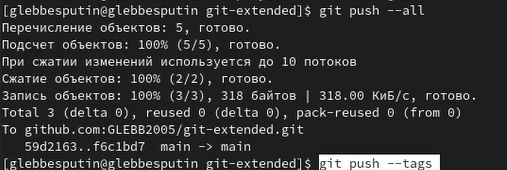 [glebbesputin@glebbesputin git-extended]$ git push --all
Перечисление объектов: 5, готово.
Подсчет объектов: 100% (5/5), готово.
При сжатии изменений используется до 10 потоков
Сжатие объектов: 100% (2/2), готово.
Запись объектов: 100% (3/3), 318 байтов | 318.00 КиБ/с, готово.
Total 3 (delta 0), reused 0 (delta 0), pack-reused 0 (from 0)
To github.com:GLEBB2005/git-extended.git
   59d2163..f6c1bd7  main -> main
[glebbesputin@glebbesputin git-extended]$ git push --tags